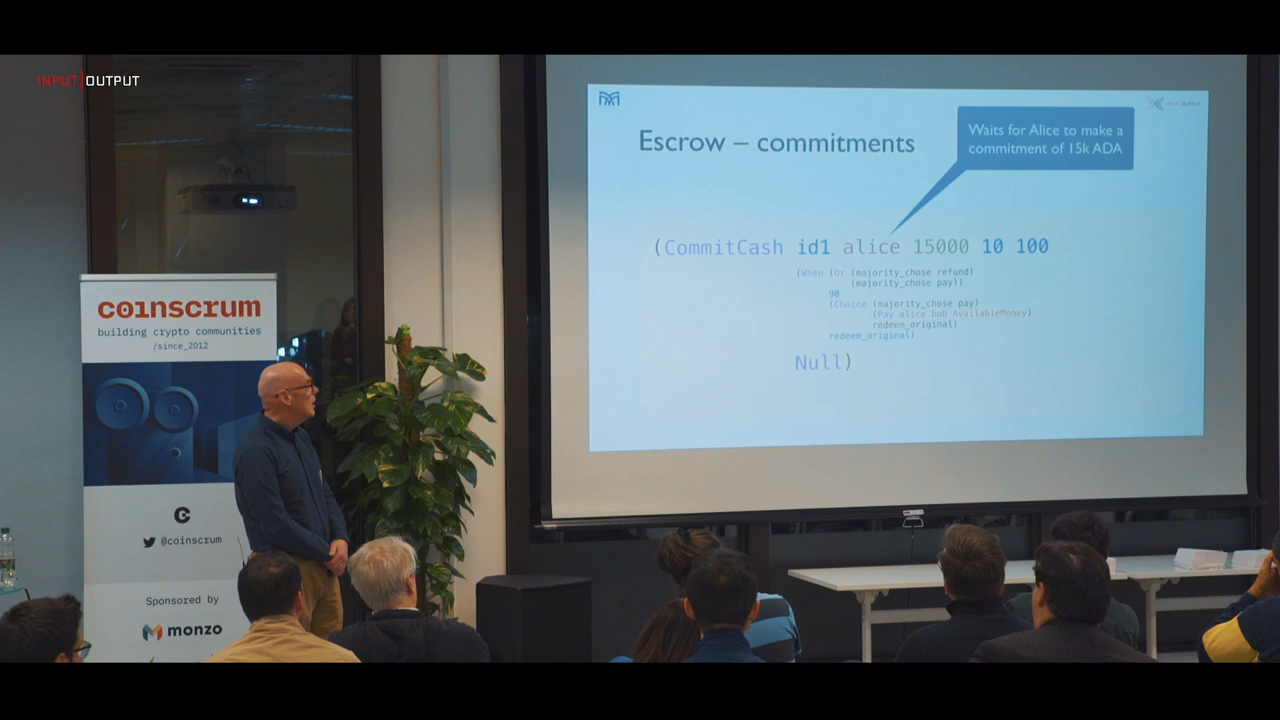 INPUT|OUTPUT
Escrow – commitments
Waits for Alice to make a
commitment of 15k ADA
(CommitCash id1 alice 15000 10 100
(When (Or (majority_chose refund)
(majority_chose pay))
90
(Choice (majority_chose pay)
(Pay alice bob AvailableMoney)
redeem_original)
redeem_original)
Null)
coinscrum
building crypto communities
/since_2012
@coinscrum
Sponsored by
monzo